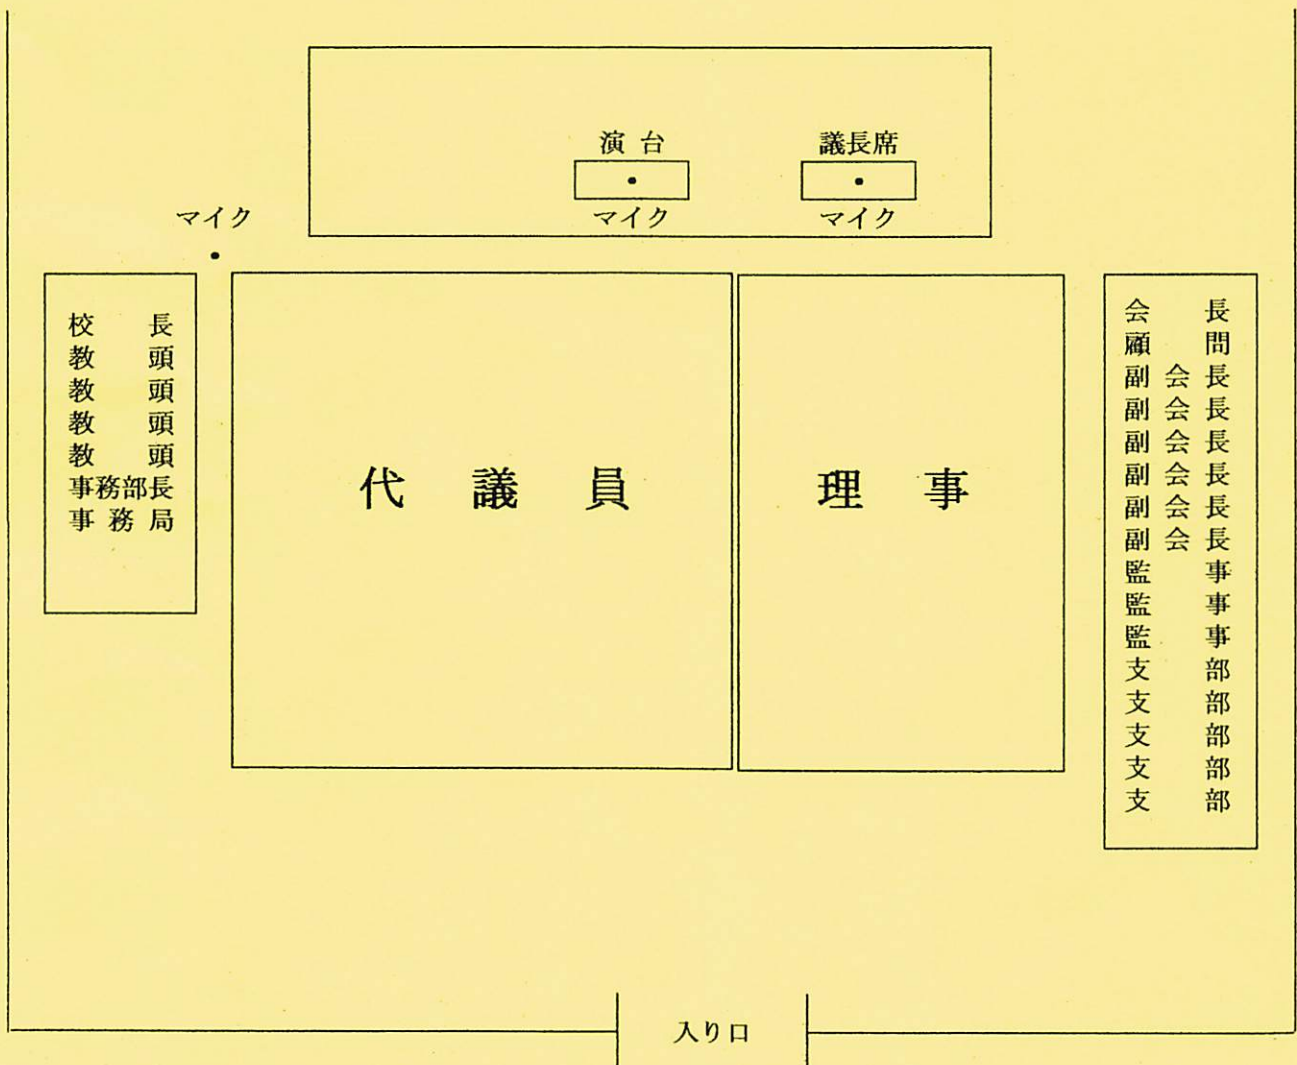 演台
議長席
マイク
マイク
マイク
校長
教頭
教頭
教頭
教頭
事務部長
事務局
代議員
理事
会長
顧問
副会長
副会長
副会長
副会長
副会長
副会長
監事
監事
監事
支部
支部
支部
支部
支部
入り口